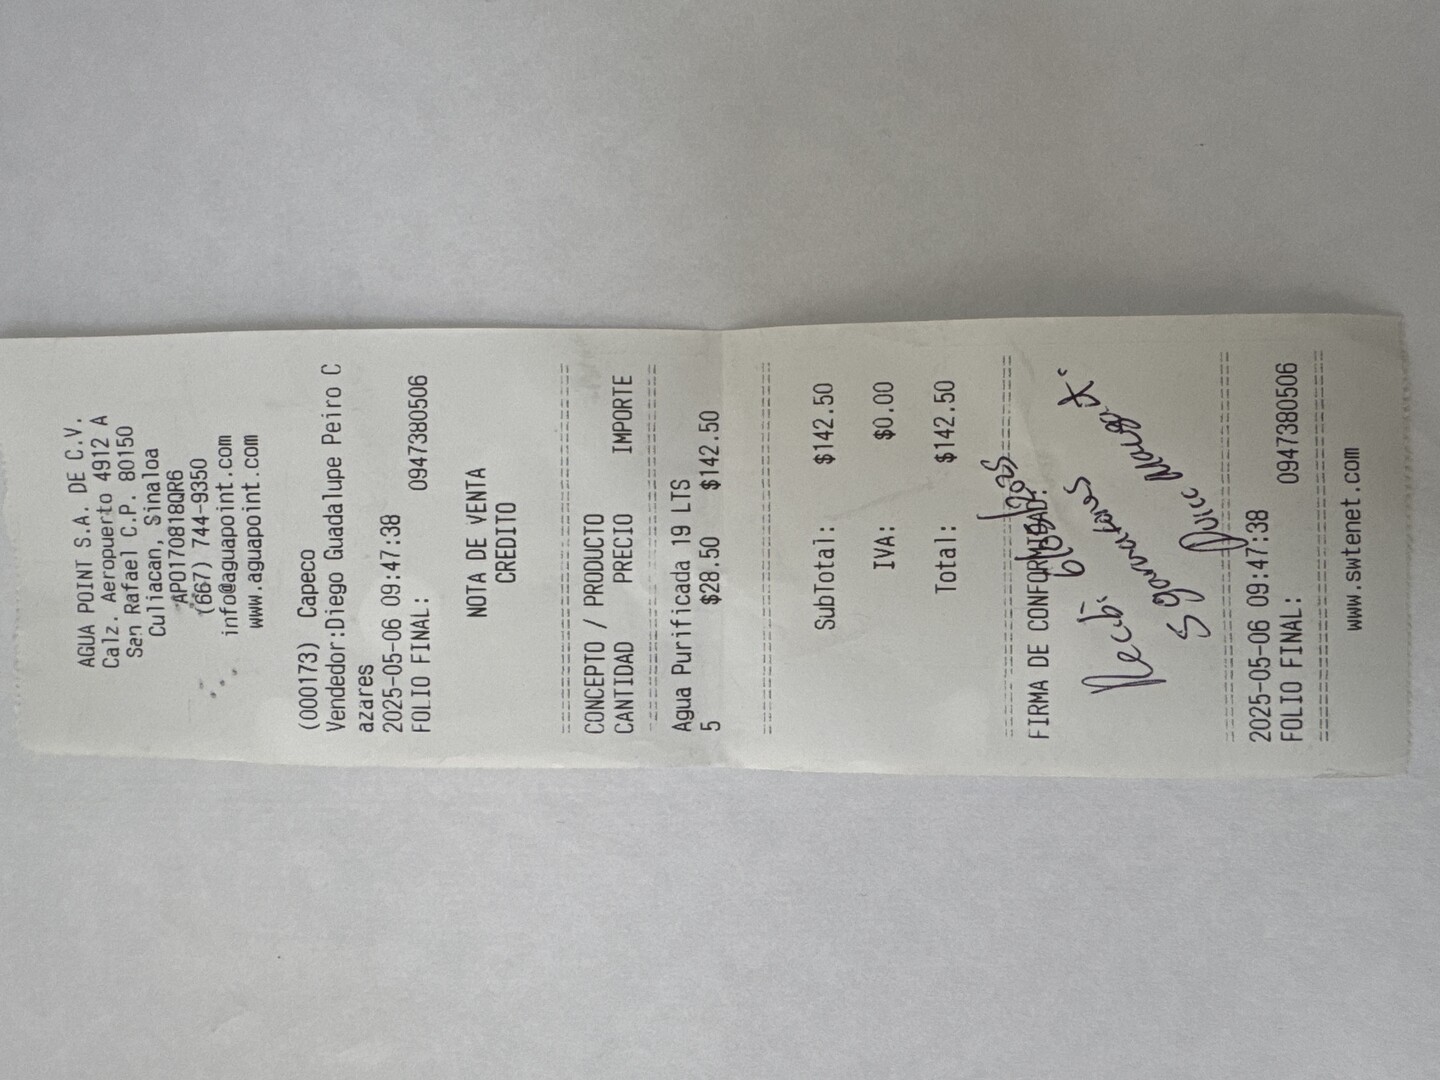 AGUA POINT S.A. DE C.V.
Calz. Aeropuerto 4912 A
San Rafael C.P. 80150
Culiacan, Sinaloa
APO170818QR6
(667) 744-9350
info@aguapoint.com
www.aguapoint.com
(000173) Capeco
Vendedor:Diego Guadalupe Peiro C
azares
2025-05-06 09:47:38
FOLIO FINAL: 0947380506
NOTA DE VENTA
CREDITO
CONCEPTO / PRODUCTO
CANTIDAD PRECIO IMPORTE
Agua Purificada 19 LTS
5 $28.50 $142.50
SubTotal: $142.50
IVA: $0.00
Total: $142.50
FIRMA DE CONFORMIDAD:
Recibi
5 garrafones
2025-05-06 09:47:38
FOLIO FINAL: 0947380506
www.swtenet.com